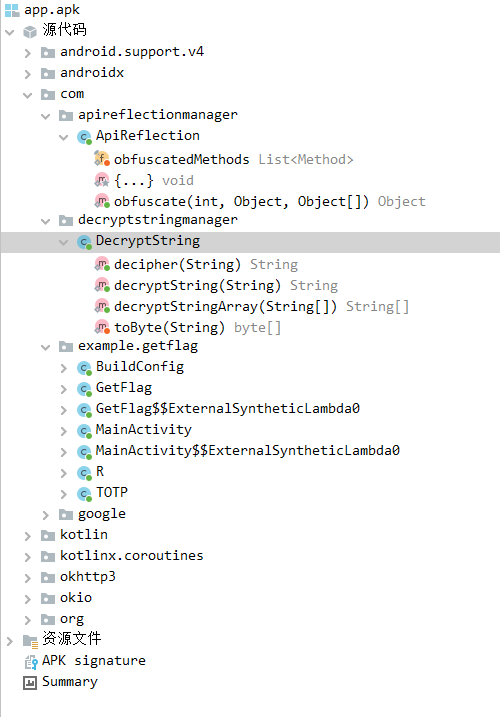 app.apk
源代码
android.support.v4
androidx
com
apireflectionmanager
ApiReflection
obfuscatedMethods List<Method>
{...} void
obfuscate(int, Object, Object[]) Object
decryptstringmanager
DecryptString
decipher(String) String
decryptString(String) String
decryptStringArray(String[]) String[]
toByte(String) byte[]
example.getflag
BuildConfig
GetFlag
GetFlag$$ExternalSyntheticLambda0
MainActivity
MainActivity$$ExternalSyntheticLambda0
R
TOTP
google
kotlin
kotlinx.coroutines
okhttp3
okio
org
资源文件
APK signature
Summary